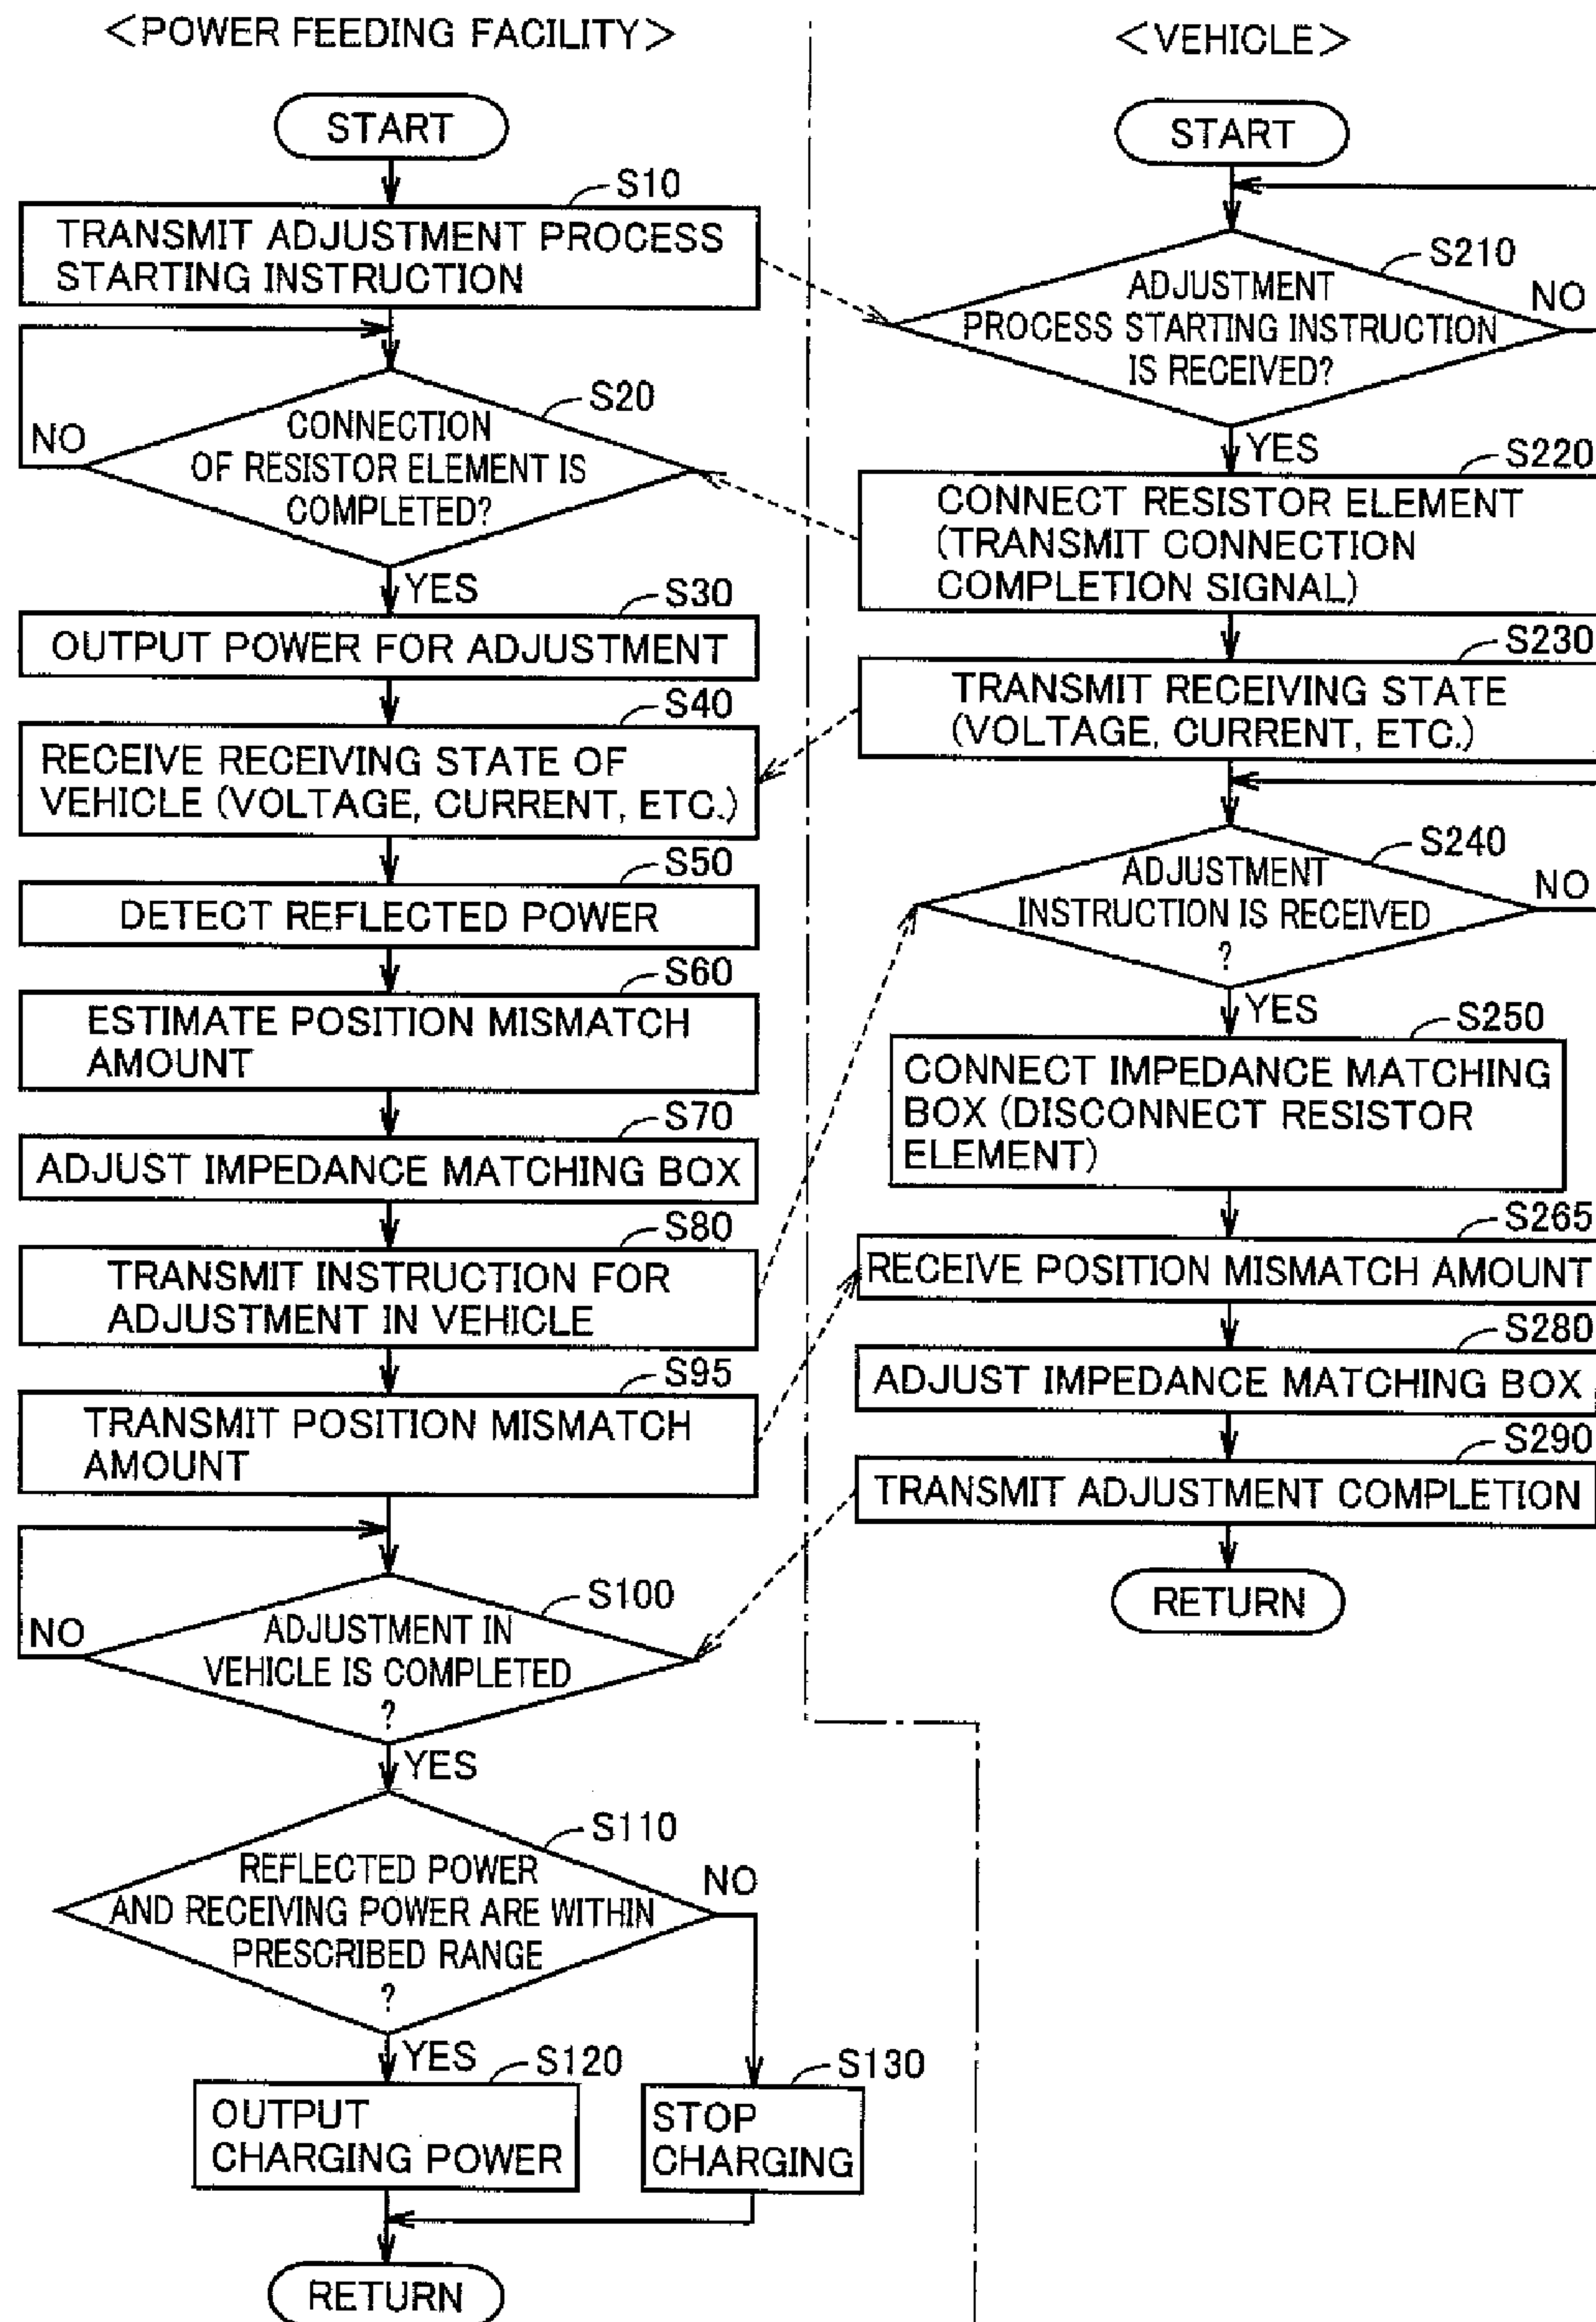 <POWER FEEDING FACILITY>
START
S10
TRANSMIT ADJUSTMENT PROCESS
STARTING INSTRUCTION
S20
CONNECTION
OF RESISTOR ELEMENT IS
COMPLETED?
NO
YES
S30
OUTPUT POWER FOR ADJUSTMENT
S40
RECEIVE RECEIVING STATE OF
VEHICLE (VOLTAGE, CURRENT, ETC.)
S50
DETECT REFLECTED POWER
S60
ESTIMATE POSITION MISMATCH
AMOUNT
S70
ADJUST IMPEDANCE MATCHING BOX
S80
TRANSMIT INSTRUCTION FOR
ADJUSTMENT IN VEHICLE
S95
TRANSMIT POSITION MISMATCH
AMOUNT
S100
ADJUSTMENT IN
VEHICLE IS COMPLETED
?
NO
YES
S110
REFLECTED POWER
AND RECEIVING POWER ARE WITHIN
PRESCRIBED RANGE
?
NO
YES
S120
OUTPUT
CHARGING POWER
S130
STOP
CHARGING
RETURN
<VEHICLE>
START
S210
ADJUSTMENT
PROCESS STARTING INSTRUCTION
IS RECEIVED?
NO
YES
S220
CONNECT RESISTOR ELEMENT
(TRANSMIT CONNECTION
COMPLETION SIGNAL)
S230
TRANSMIT RECEIVING STATE
(VOLTAGE, CURRENT, ETC.)
S240
ADJUSTMENT
INSTRUCTION IS RECEIVED
?
NO
YES
S250
CONNECT IMPEDANCE MATCHING
BOX (DISCONNECT RESISTOR
ELEMENT)
S265
RECEIVE POSITION MISMATCH AMOUNT
S280
ADJUST IMPEDANCE MATCHING BOX
S290
TRANSMIT ADJUSTMENT COMPLETION
RETURN